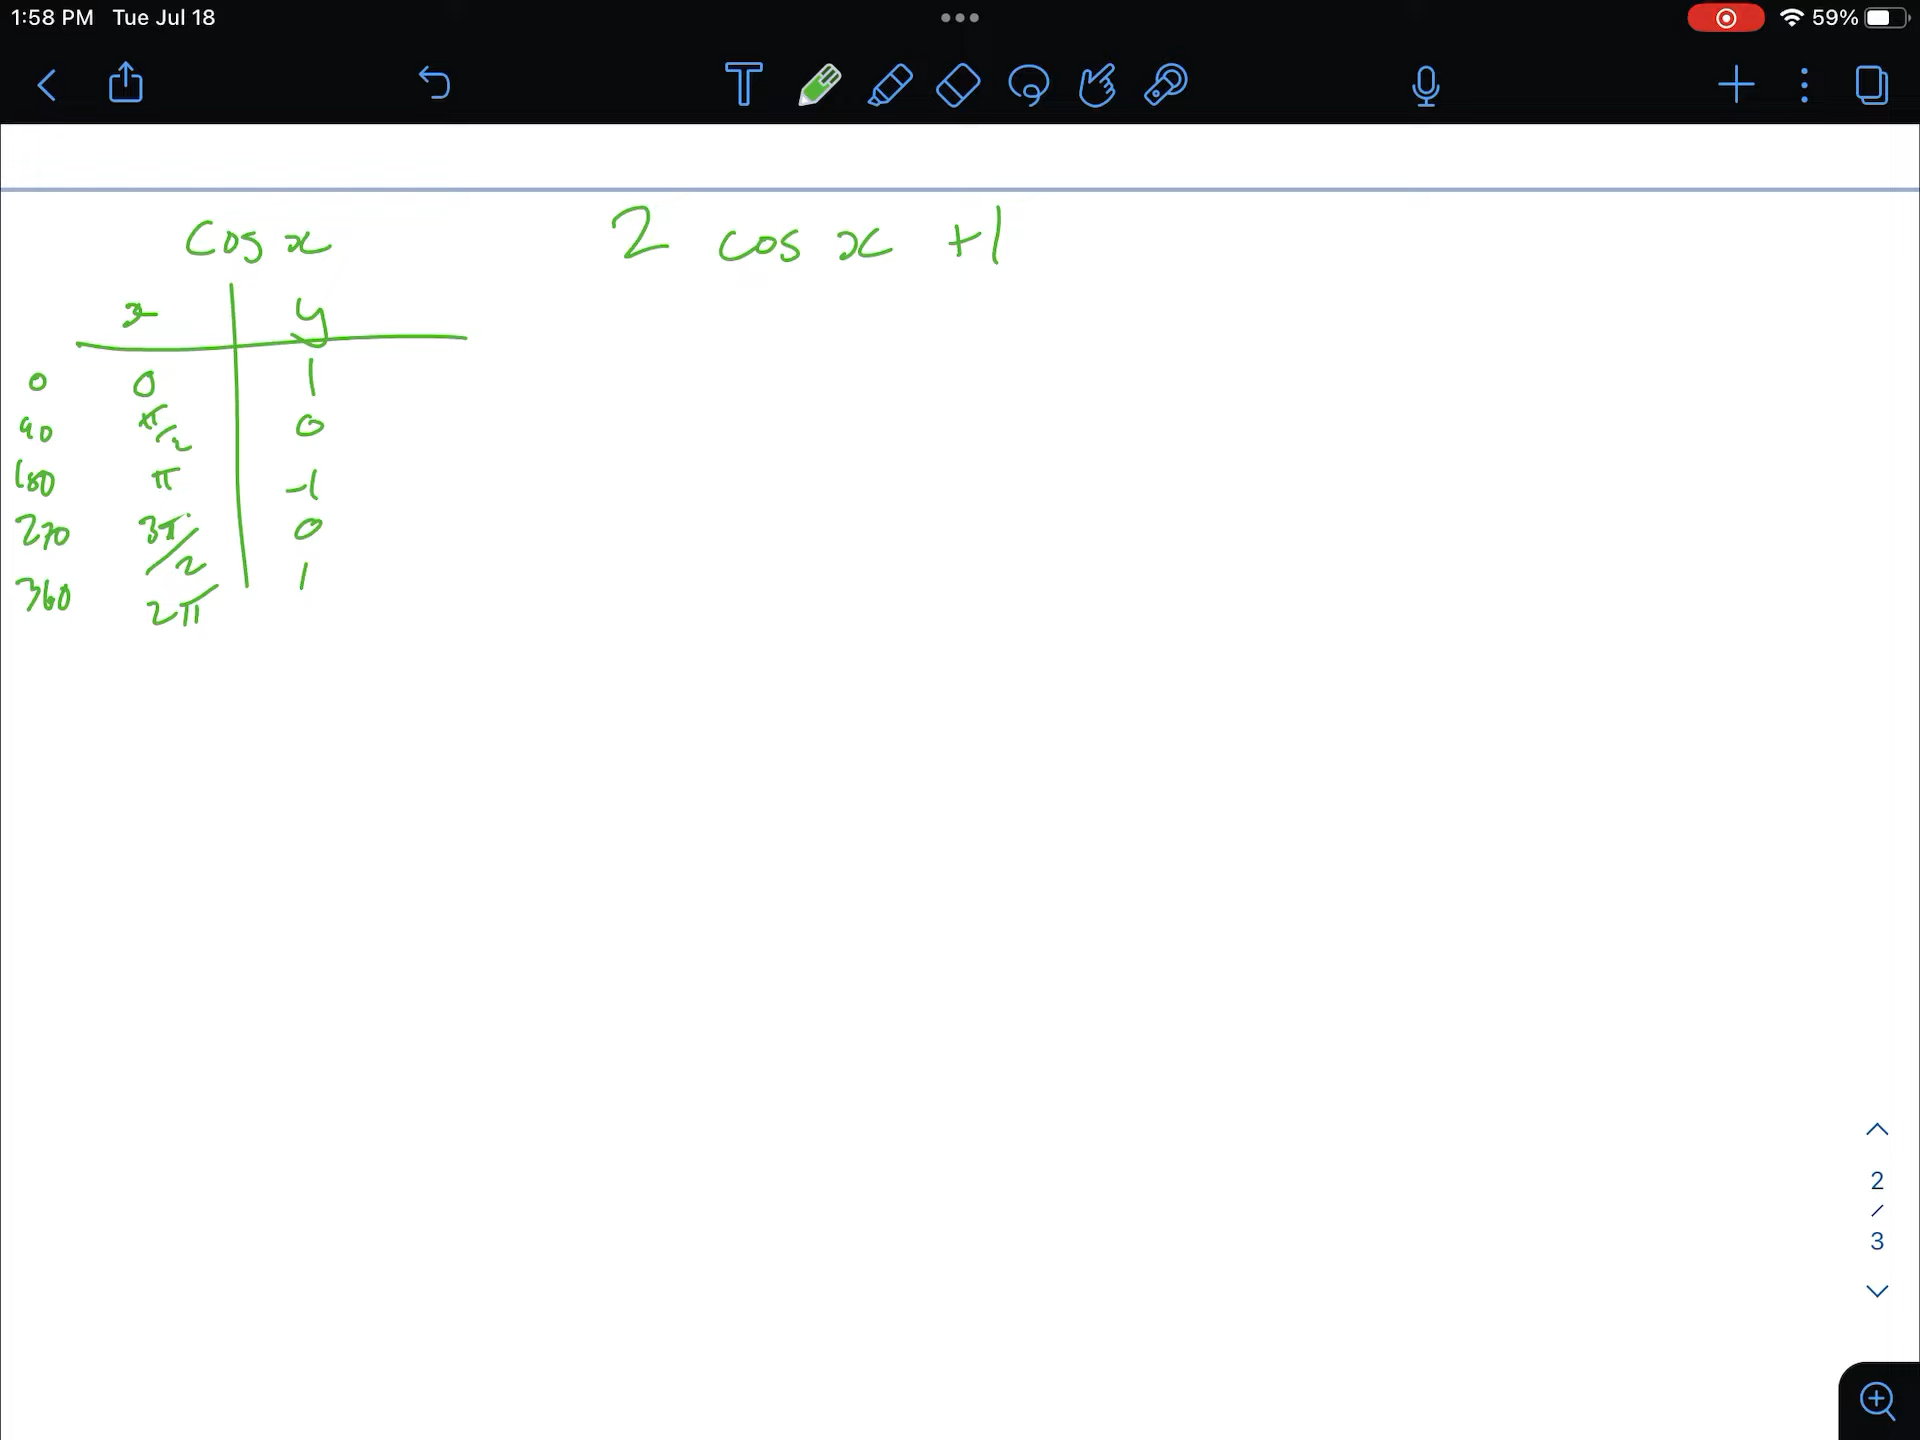 1:58 PM Tue Jul 18 59%
cos x 2 cos x +1
x y
0 0 1
90 π/2 0
180 π -1
270 3π/2 0
360 2π 1
2
/
3